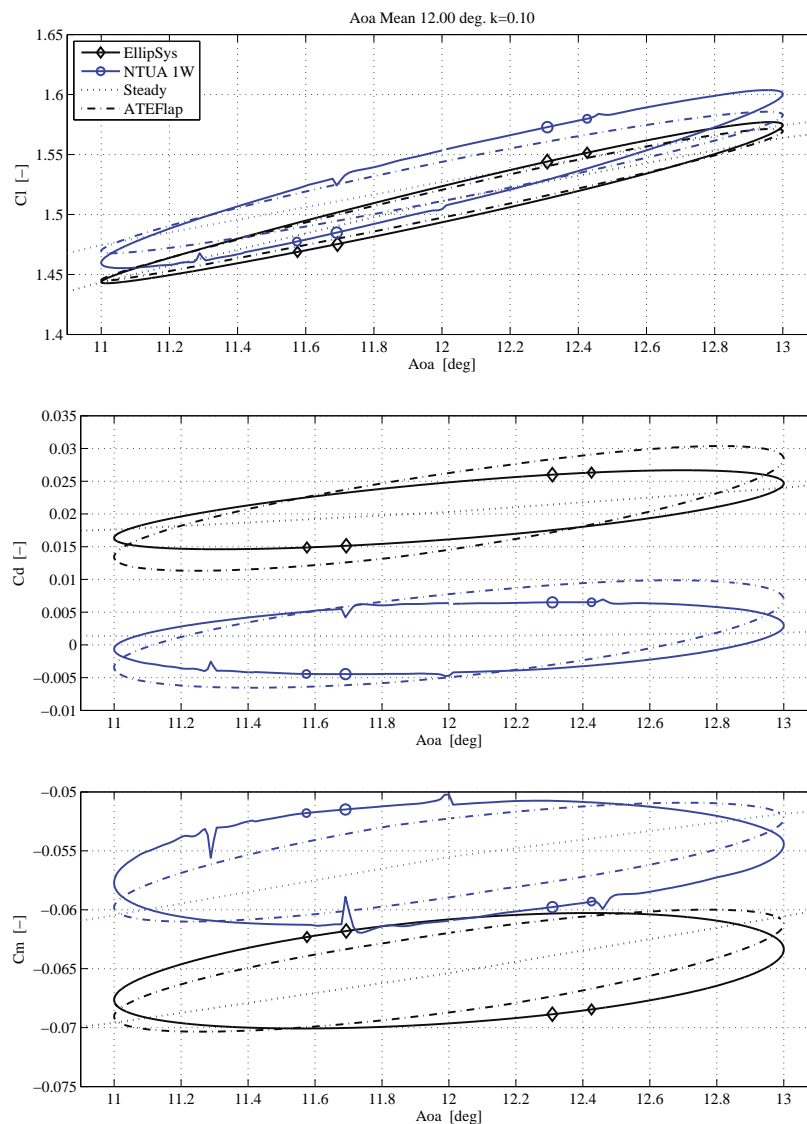 Aoa Mean 12.00 deg. k=0.10
1.65
1.6
1.55
1.5
1.45
1.4
Cl [−]
EllipSys
NTUA 1W
Steady
ATEFlap
11 11.2 11.4 11.6 11.8 12 12.2 12.4 12.6 12.8 13
Aoa [deg]
0.035
0.03
0.025
0.02
0.015
0.01
0.005
0
−0.005
−0.01
Cd [−]
11 11.2 11.4 11.6 11.8 12 12.2 12.4 12.6 12.8 13
Aoa [deg]
−0.05
−0.055
−0.06
−0.065
−0.07
−0.075
Cm [−]
11 11.2 11.4 11.6 11.8 12 12.2 12.4 12.6 12.8 13
Aoa [deg]